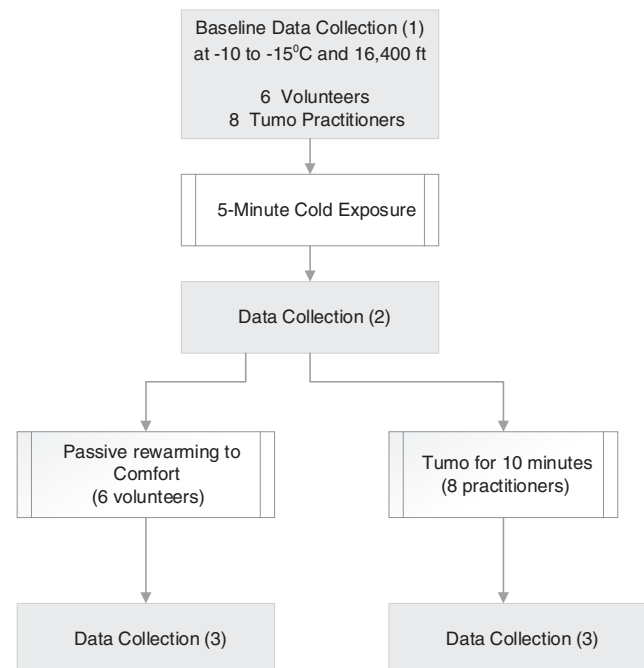 Baseline Data Collection (1)
at -10 to -15⁰C and 16,400 ft
6 Volunteers
8 Tumo Practitioners
5-Minute Cold Exposure
Data Collection (2)
Passive rewarming to
Comfort
(6 volunteers)
Tumo for 10 minutes
(8 practitioners)
Data Collection (3)
Data Collection (3)